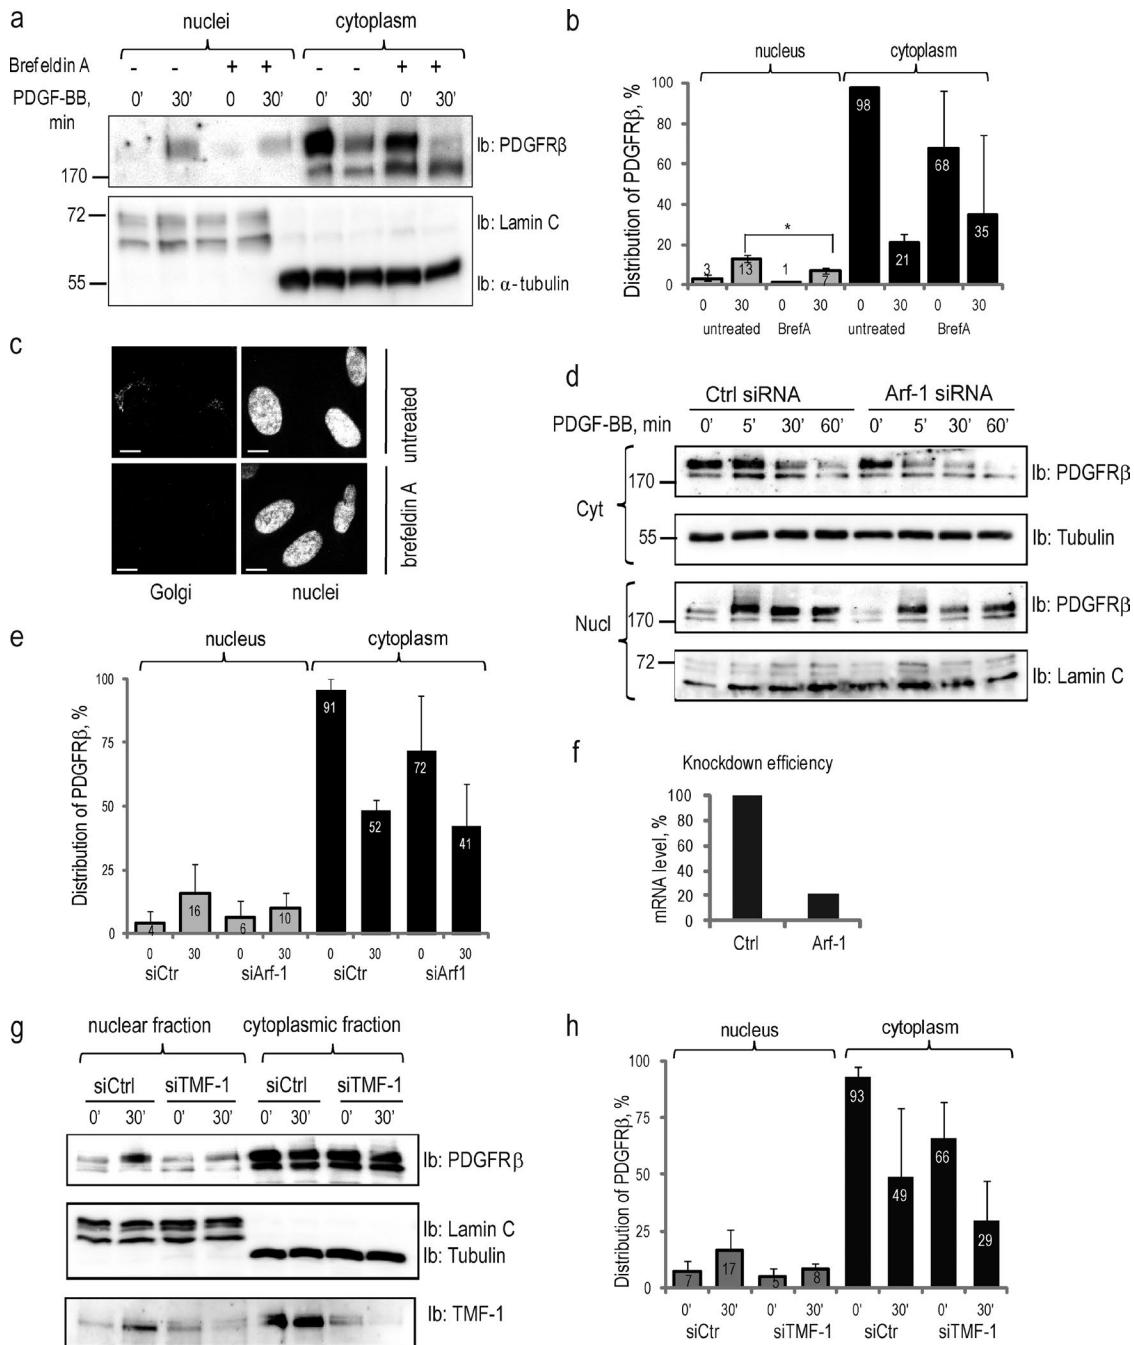 a
nuclei cytoplasm
Brefeldin A - - + + - - + +
PDGF-BB, min 0' 30' 0 30' 0' 30' 0' 30'
Ib: PDGFRβ
170
72
Ib: Lamin C
55
Ib: α-tubulin
b
nucleus cytoplasm
Distribution of PDGFRβ, %
100
80
60
40
20
0
3 13 1 7 98 21 68 35
*
0 30 0 30 0 30 0 30
untreated BrefA untreated BrefA
c
untreated
brefeldin A
Golgi nuclei
d
Ctrl siRNA Arf-1 siRNA
PDGF-BB, min 0' 5' 30' 60' 0' 5' 30' 60'
Cyt
170
Ib: PDGFRβ
55
Ib: Tubulin
Nucl
170
Ib: PDGFRβ
72
Ib: Lamin C
e
nucleus cytoplasm
Distribution of PDGFRβ, %
100
75
50
25
0
4 16 6 10 91 52 72 41
0 30 0 30 0 30 0 30
siCtr siArf-1 siCtr siArf1
f
Knockdown efficiency
mRNA level, %
100
80
60
40
20
0
Ctrl Arf-1
g
nuclear fraction cytoplasmic fraction
siCtrl siTMF-1 siCtrl siTMF-1
0' 30' 0' 30' 0' 30' 0' 30'
Ib: PDGFRβ
Ib: Lamin C
Ib: Tubulin
Ib: TMF-1
h
nucleus cytoplasm
Distribution of PDGFRβ, %
100
75
50
25
0
7 17 5 8 93 49 66 29
0' 30' 0' 30' 0' 30' 0' 30'
siCtr siTMF-1 siCtr siTMF-1